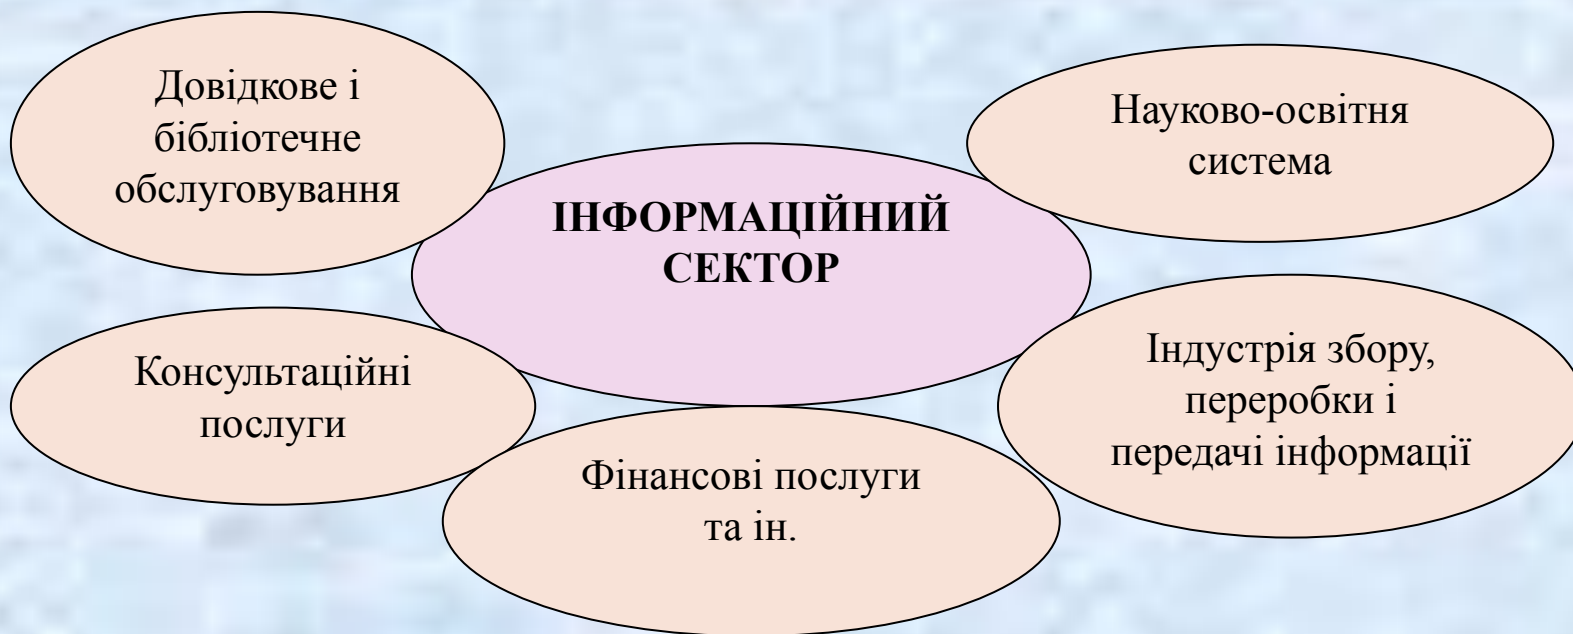 Довідкове і
бібліотечне
обслуговування
Науково-освітня
система
ІНФОРМАЦІЙНИЙ
СЕКТОР
Консультаційні
послуги
Індустрія збору,
переробки і
передачі інформації
Фінансові послуги
та ін.